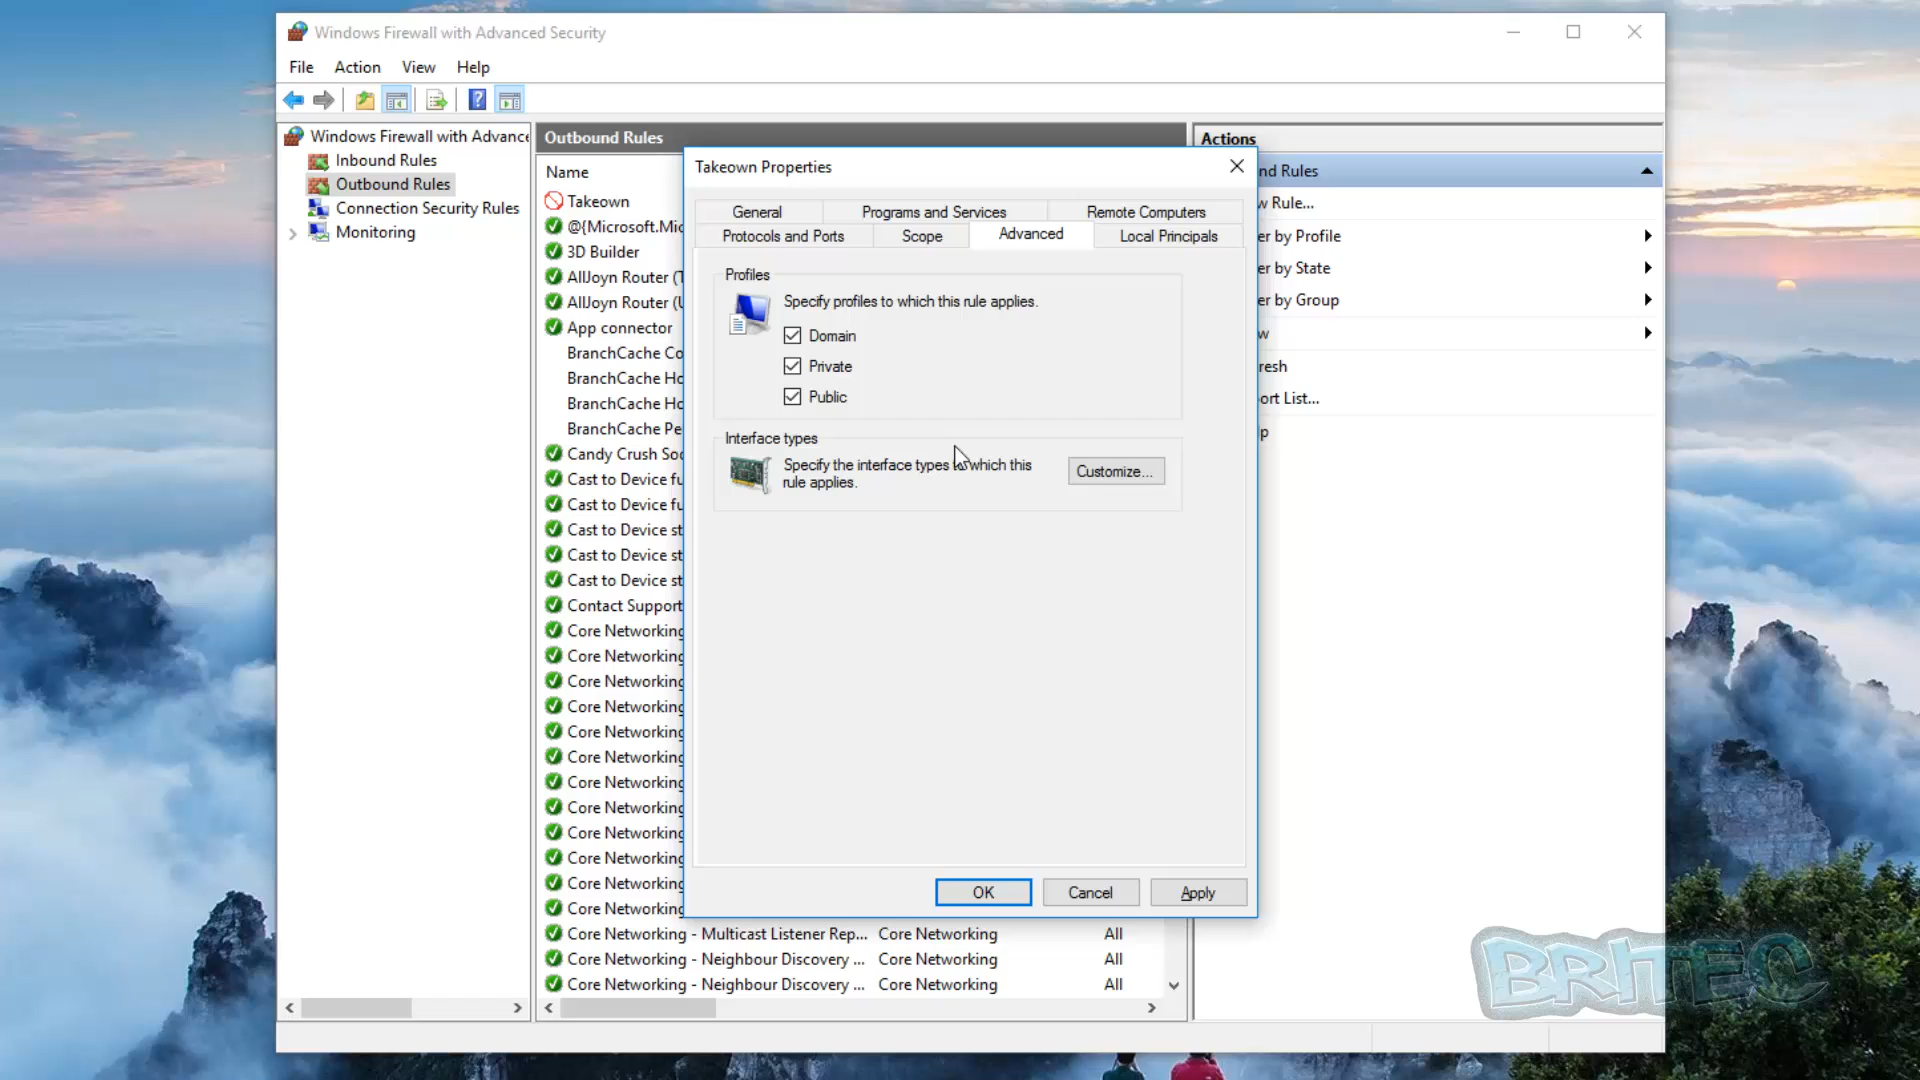 Windows Firewall with Advanced Security
File Action View Help
Windows Firewall with Advance
Inbound Rules
Outbound Rules
Connection Security Rules
Monitoring
Outbound Rules
Name
Takeown
@{Microsoft.Mic
3D Builder
AllJoyn Router (T
AllJoyn Router (U
App connector
BranchCache Co
BranchCache Ho
BranchCache Ho
BranchCache Pe
Candy Crush Soc
Cast to Device fu
Cast to Device fu
Cast to Device st
Cast to Device st
Cast to Device st
Contact Support
Core Networking
Core Networking
Core Networking
Core Networking
Core Networking
Core Networking
Core Networking
Core Networking
Core Networking
Core Networking
Core Networking
Core Networking
Core Networking - Multicast Listener Rep... Core Networking All
Core Networking - Neighbour Discovery ... Core Networking All
Core Networking - Neighbour Discovery ... Core Networking All
Takeown Properties
General Programs and Services Remote Computers
Protocols and Ports Scope Advanced Local Principals
Profiles
Specify profiles to which this rule applies.
Domain
Private
Public
Interface types
Specify the interface types to which this
rule applies.
Customize...
OK Cancel Apply
Actions
nd Rules
w Rule...
er by Profile
er by State
er by Group
w
resh
ort List...
lp
BRITEC